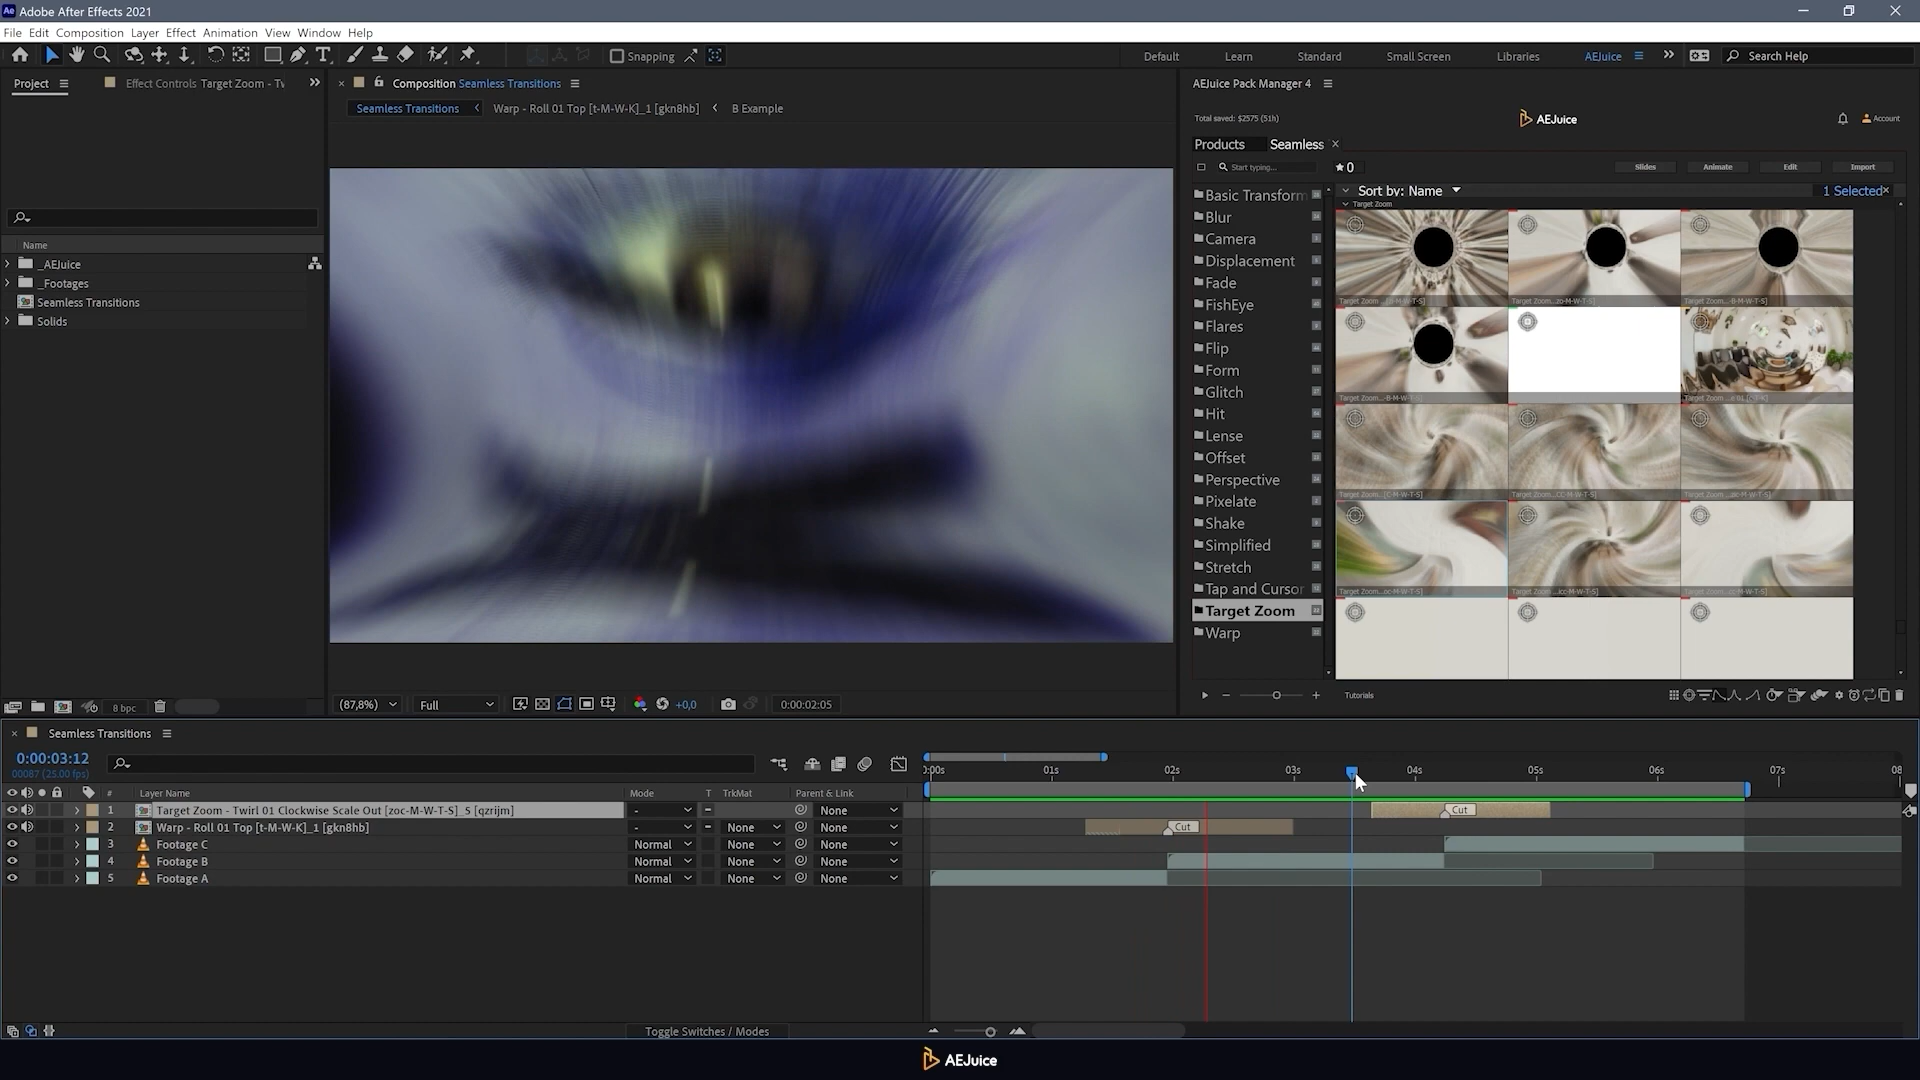 Ae Adobe After Effects 2021
File Edit Composition Layer Effect Animation View Window Help
Snapping
Default Learn Standard Small Screen Libraries AEJuice Search Help
Project
Effect Controls Target Zoom - Tv
Composition Seamless Transitions
Seamless Transitions
Warp - Roll 01 Top [t-M-W-K]_1 [gkn8hb]
B Example
Name
_AEJuice
_Footages
Seamless Transitions
Solids
8 bpc
(87,8%)
Full
+0,0
0:00:02:05
AEJuice Pack Manager 4
Total saved: $2575 (51h)
AEJuice
Account
Products Seamless
Start typing...
0
Slides Animate Edit Import
Sort by: Name
1 Selected
Target Zoom
Basic Transform
Blur
Camera
Displacement
Fade
FishEye
Flares
Flip
Form
Glitch
Hit
Lense
Offset
Perspective
Pixelate
Shake
Simplified
Stretch
Tap and Cursor
Target Zoom
Warp
Tutorials
Seamless Transitions
0:00:03:12
00087 (25.00 fps)
# Layer Name Mode T TrkMat Parent & Link
1 Target Zoom - Twirl 01 Clockwise Scale Out [zoc-M-W-T-S]_5 [qzrijm] - None
2 Warp - Roll 01 Top [t-M-W-K]_1 [gkn8hb] - None None
3 Footage C Normal None None
4 Footage B Normal None None
5 Footage A Normal None None
0:00s 01s 02s 03s 04s 05s 06s 07s 08
Cut
Cut
Toggle Switches / Modes
AEJuice